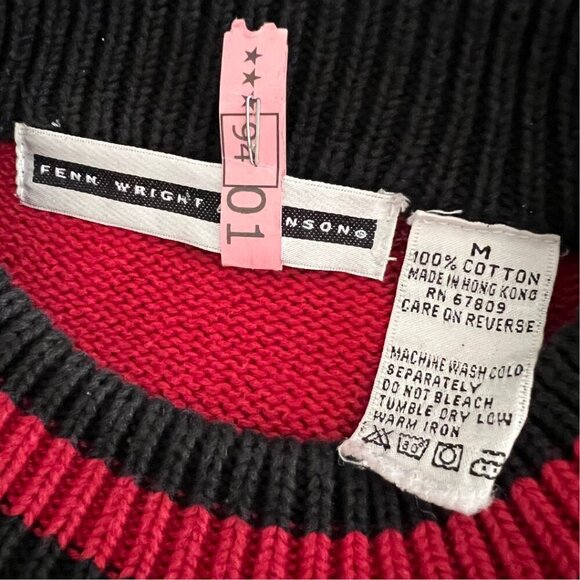 ★★★
94
01
FENN WRIGHT NSON®
M
100% COTTON
MADE IN HONG KONG
RN 67809
CARE ON REVERSE
MACHINE WASH COLD
SEPARATELY
DO NOT BLEACH
TUMBLE DRY LOW
WARM IRON
30